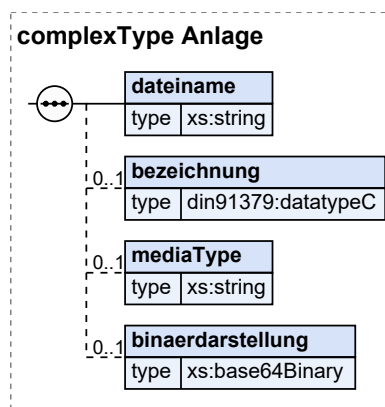 complexType Anlage
dateiname
type xs:string
0..1
bezeichnung
type din91379:datatypeC
0..1
mediaType
type xs:string
0..1
binaerdarstellung
type xs:base64Binary